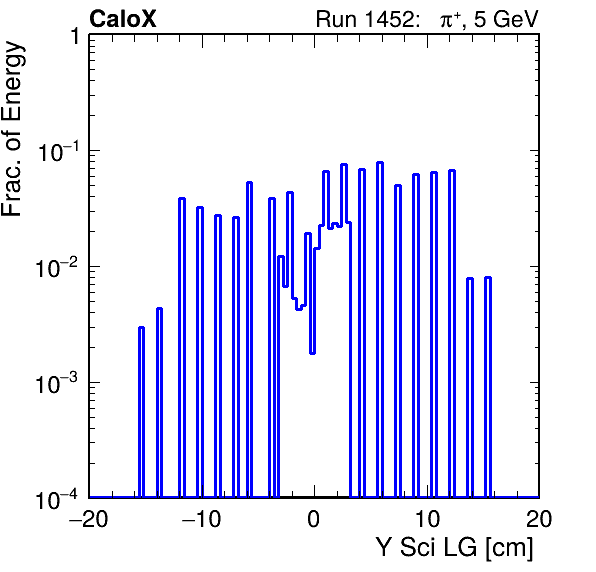 CaloX Run 1452: π⁺, 5 GeV
Frac. of Energy
1
10⁻¹
10⁻²
10⁻³
10⁻⁴
−20 −10 0 10 20
Y Sci LG [cm]